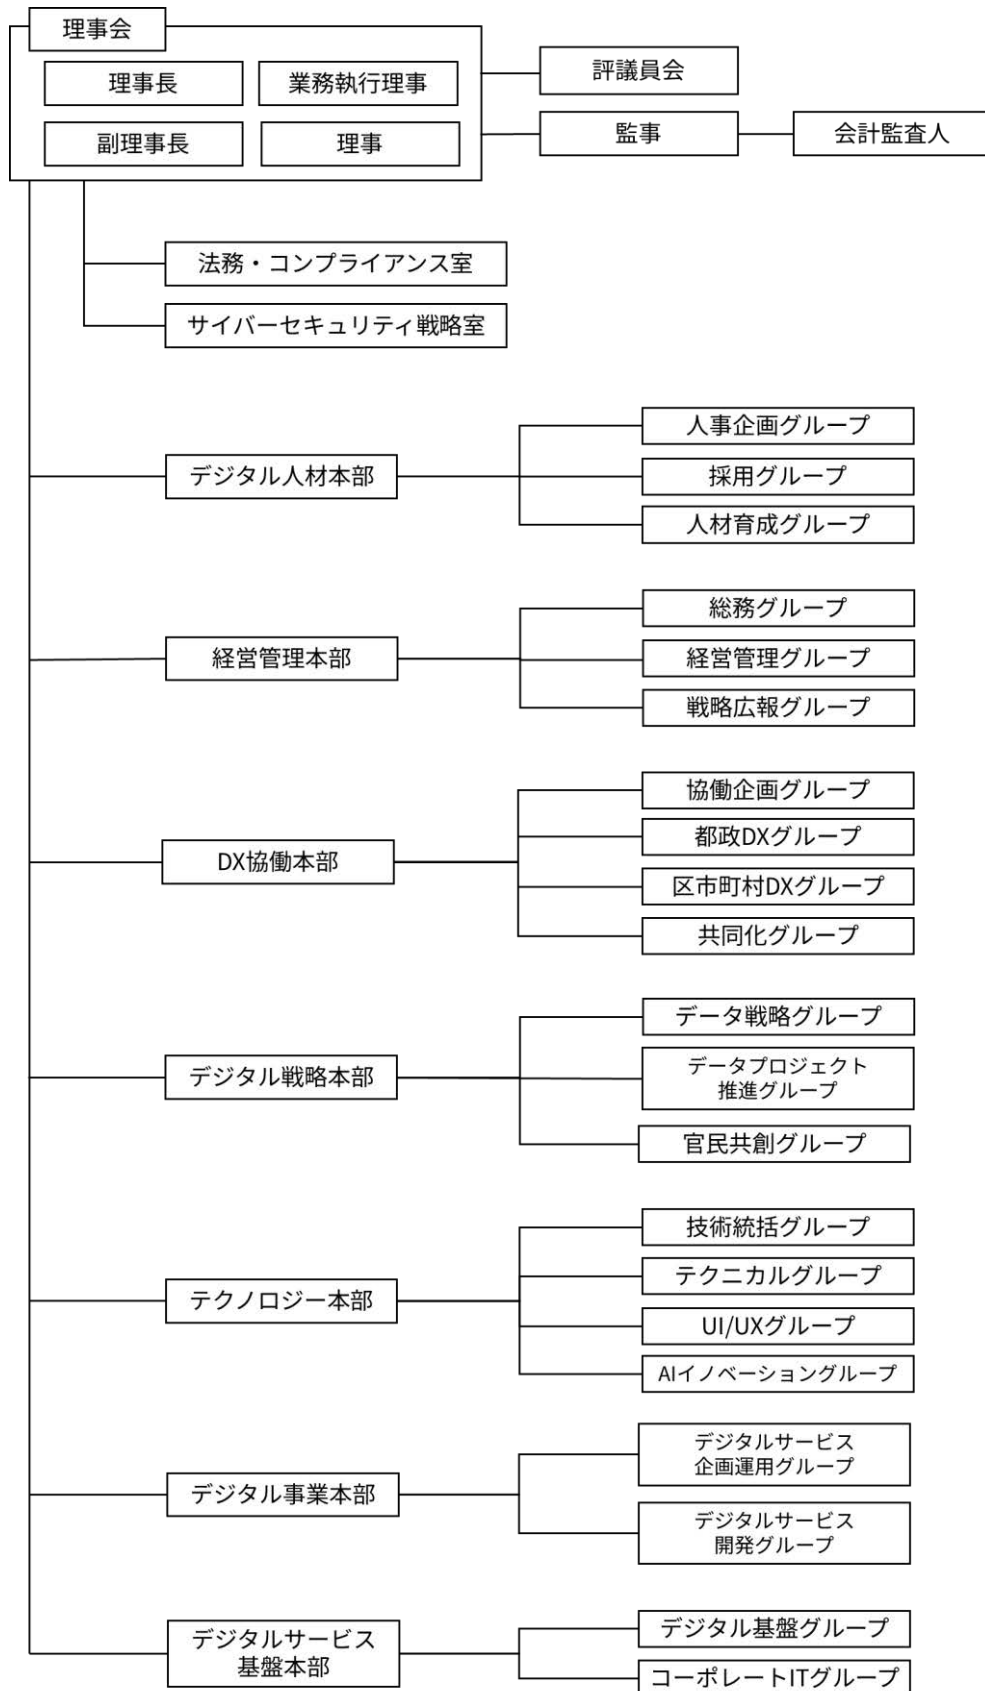 理事会
理事長
業務執行理事
副理事長
理事
評議員会
監事
会計監査人
法務・コンプライアンス室
サイバーセキュリティ戦略室
デジタル人材本部
人事企画グループ
採用グループ
人材育成グループ
経営管理本部
総務グループ
経営管理グループ
戦略広報グループ
DX協働本部
協働企画グループ
都政DXグループ
区市町村DXグループ
共同化グループ
デジタル戦略本部
データ戦略グループ
データプロジェクト
推進グループ
官民共創グループ
テクノロジー本部
技術統括グループ
テクニカルグループ
UI/UXグループ
AIイノベーショングループ
デジタル事業本部
デジタルサービス
企画運用グループ
デジタルサービス
開発グループ
デジタルサービス
基盤本部
デジタル基盤グループ
コーポレートITグループ